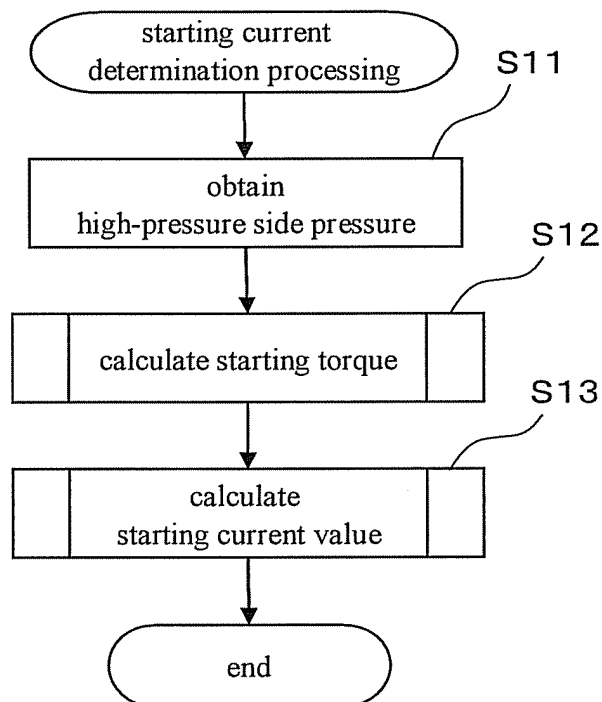 starting current
determination processing
S11
obtain
high-pressure side pressure
S12
calculate starting torque
S13
calculate
starting current value
end